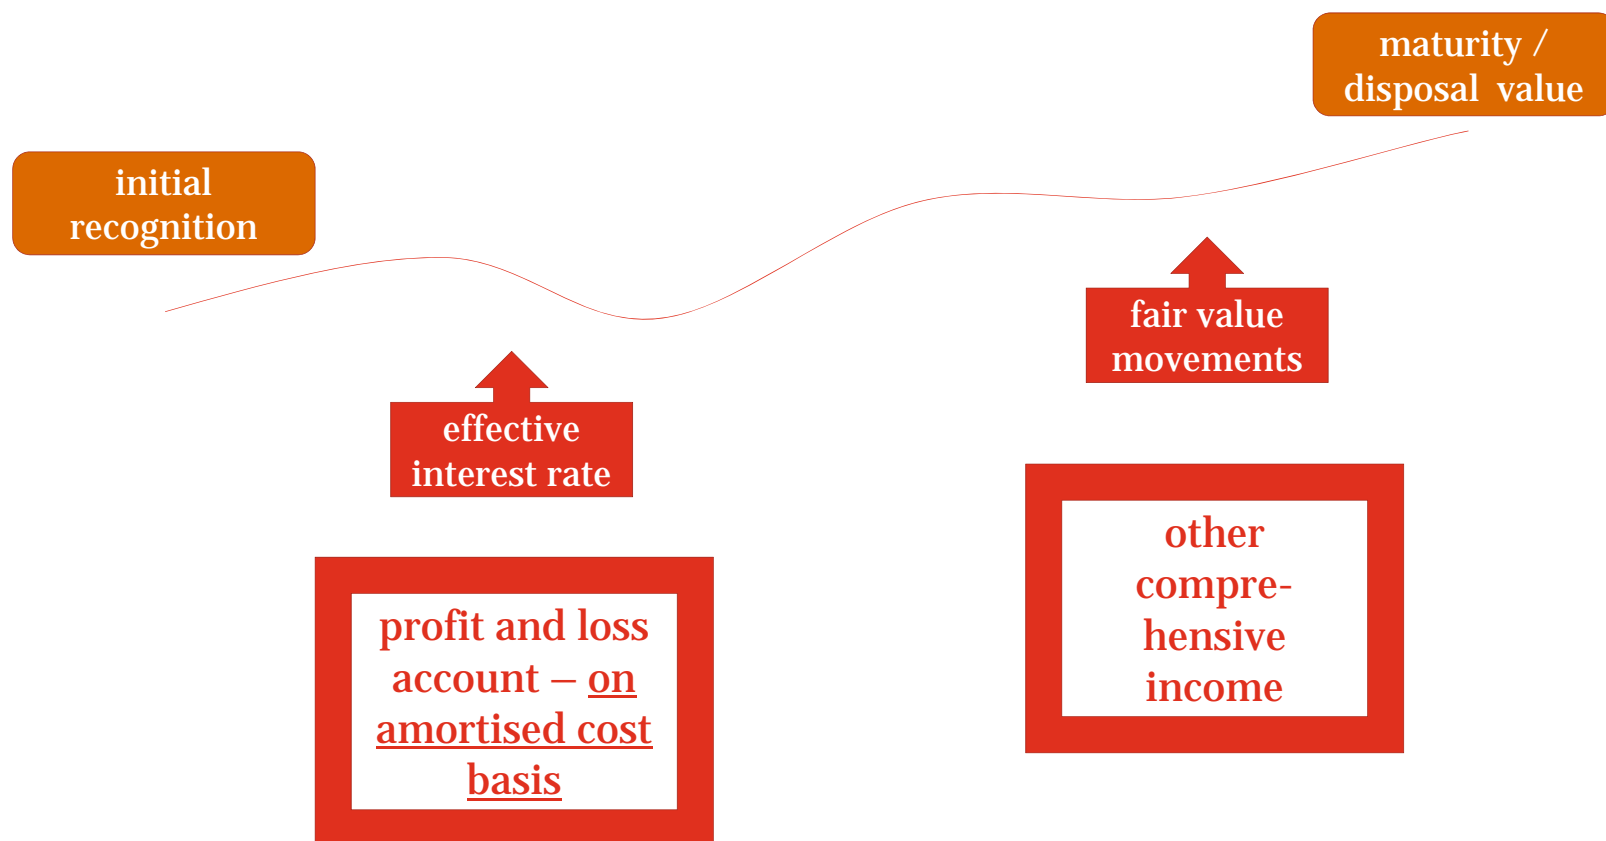 maturity /
disposal value
initial
recognition
fair value
movements
effective
interest rate
other
compre-
hensive
income
profit and loss
account – on
amortised cost
basis